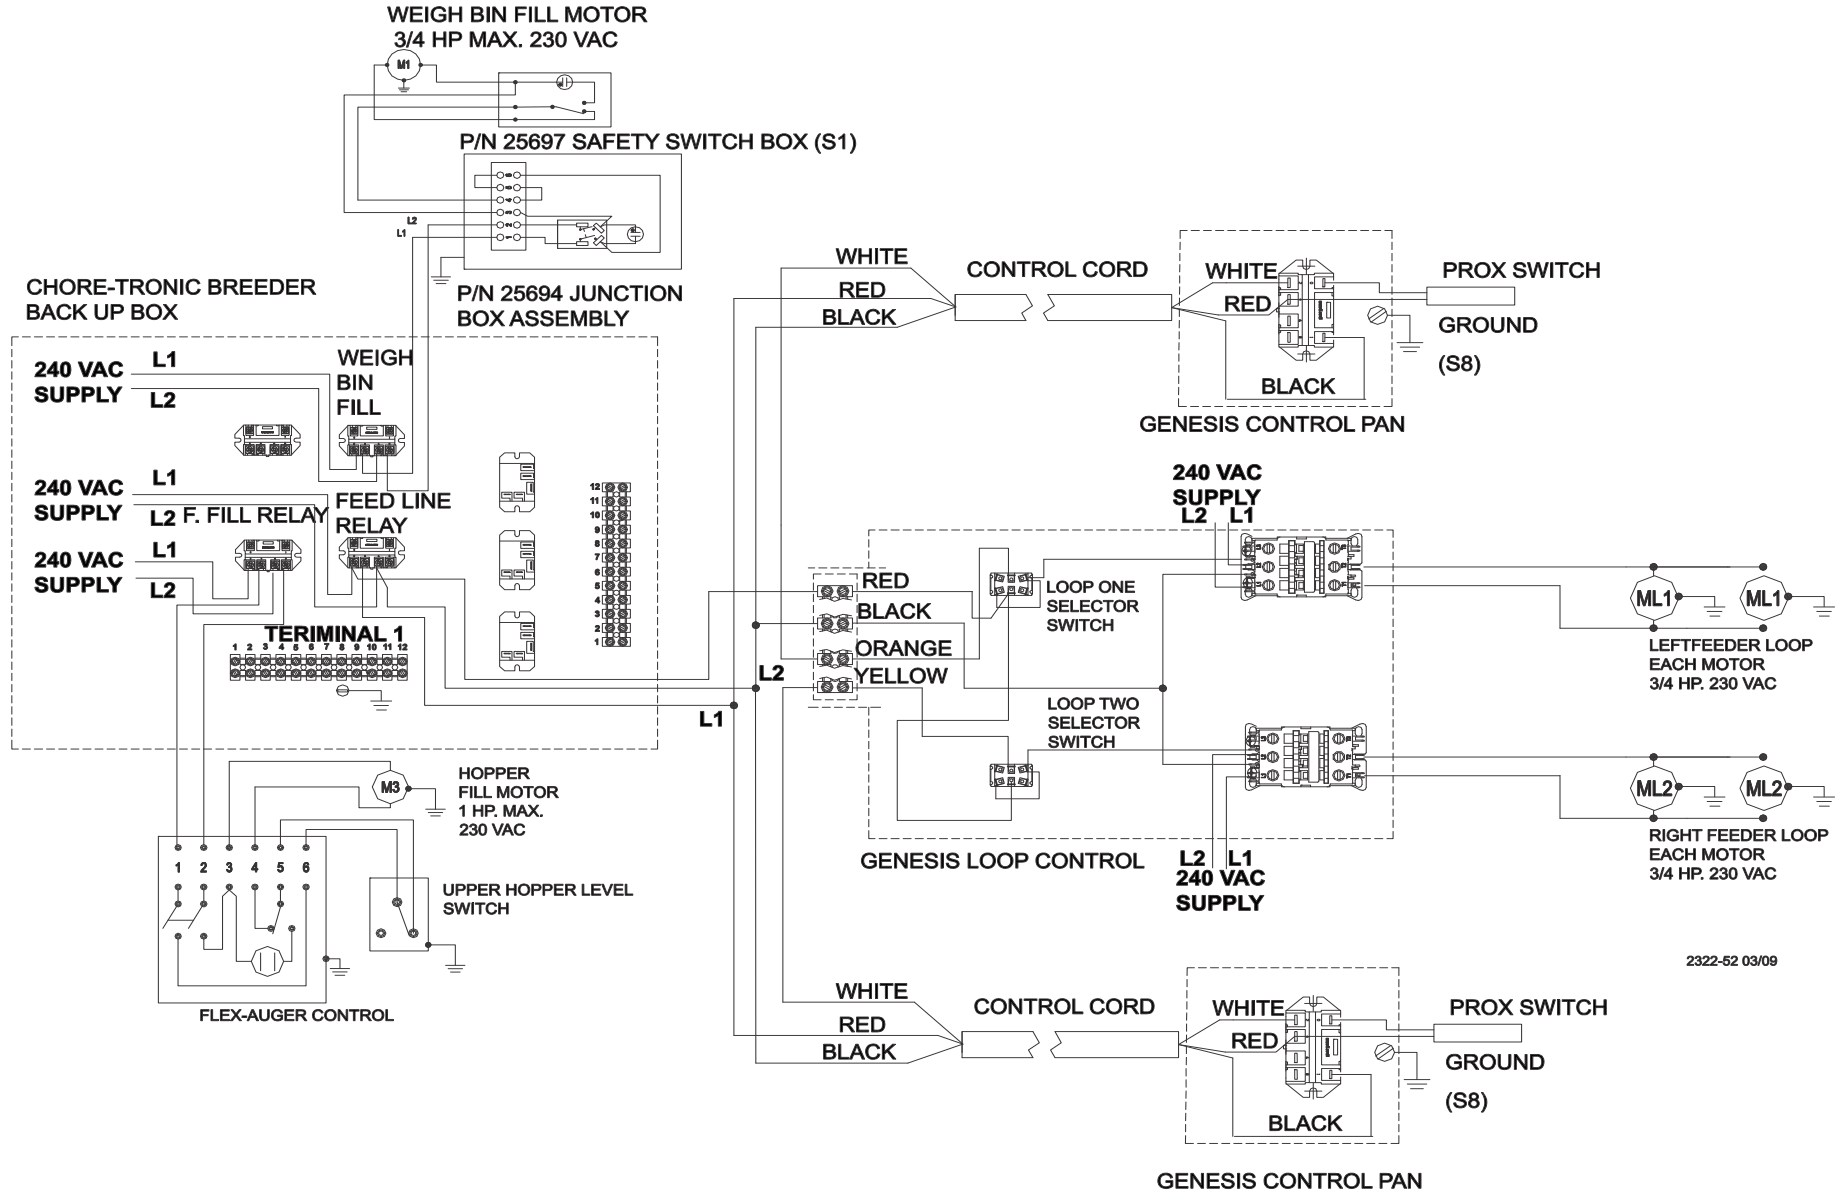 WEIGH BIN FILL MOTOR
3/4 HP MAX. 230 VAC
M1
P/N 25697 SAFETY SWITCH BOX (S1)
L2
L1
P/N 25694 JUNCTION
BOX ASSEMBLY
CHORE-TRONIC BREEDER
BACK UP BOX
240 VAC
SUPPLY
L1
L2
WEIGH
BIN
FILL
240 VAC
SUPPLY
L1
L2
F. FILL RELAY
FEED LINE
RELAY
240 VAC
SUPPLY
L1
L2
12
11
10
9
8
7
6
5
4
3
2
1
TERIMINAL 1
1 2 3 4 5 6 7 8 9 10 11 12
L2
L1
HOPPER
FILL MOTOR
1 HP. MAX.
230 VAC
M3
1 2 3 4 5 6
UPPER HOPPER LEVEL
SWITCH
FLEX-AUGER CONTROL
WHITE
RED
BLACK
CONTROL CORD
WHITE
RED
BLACK
PROX SWITCH
GROUND
(S8)
GENESIS CONTROL PAN
240 VAC
SUPPLY
L2 L1
RED
BLACK
ORANGE
YELLOW
LOOP ONE
SELECTOR
SWITCH
LOOP TWO
SELECTOR
SWITCH
GENESIS LOOP CONTROL
L2 L1
240 VAC
SUPPLY
ML1
ML1
LEFTFEEDER LOOP
EACH MOTOR
3/4 HP. 230 VAC
ML2
ML2
RIGHT FEEDER LOOP
EACH MOTOR
3/4 HP. 230 VAC
2322-52 03/09
WHITE
RED
BLACK
CONTROL CORD
WHITE
RED
BLACK
PROX SWITCH
GROUND
(S8)
GENESIS CONTROL PAN